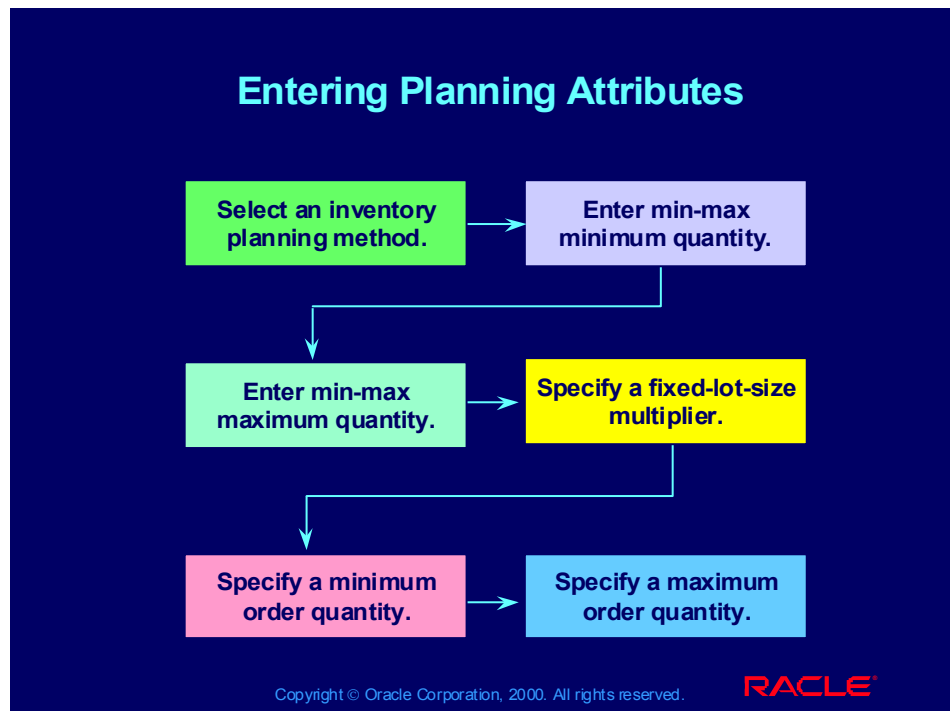 Entering Planning Attributes
Select an inventory
planning method.
Enter min-max
minimum quantity.
Enter min-max
maximum quantity.
Specify a fixed-lot-size
multiplier.
Specify a minimum
order quantity.
Specify a maximum
order quantity.
Copyright © Oracle Corporation, 2000. All rights reserved.
RACLE®